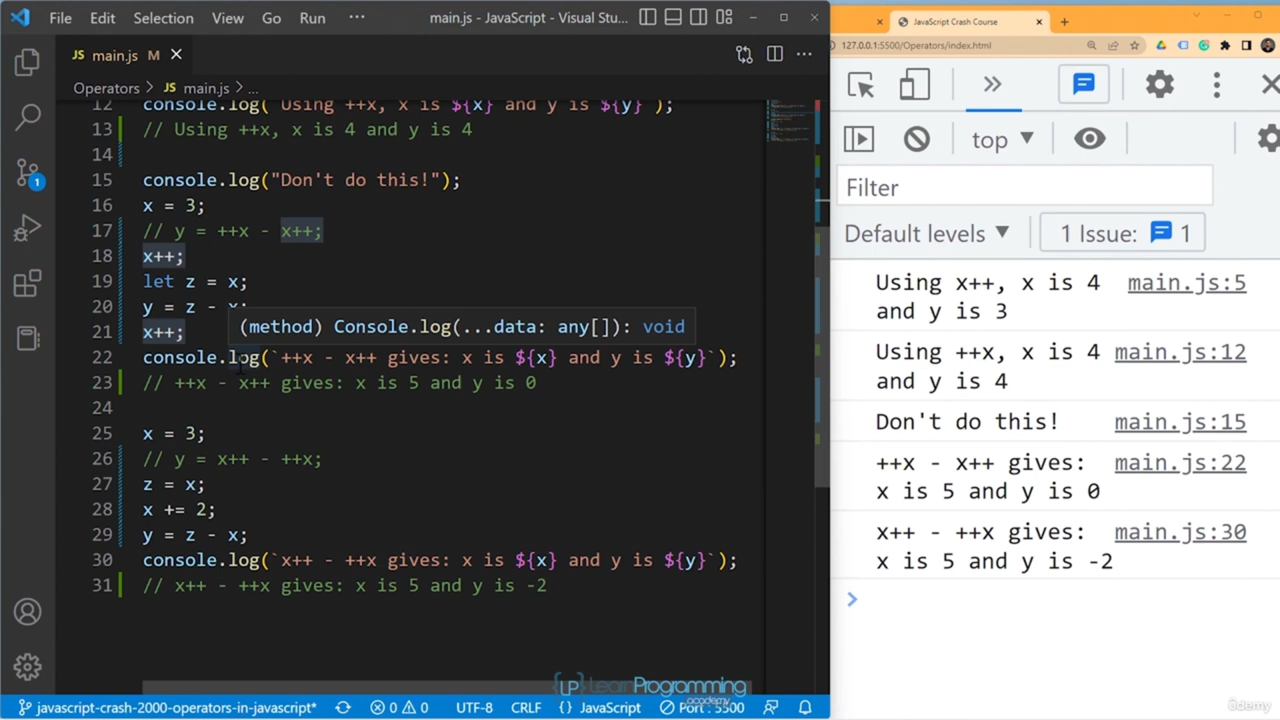 File Edit Selection View Go Run ··· main.js - JavaScript - Visual Stu...
JS main.js M
Operators > JS main.js > ...
12 console.log(`Using ++x, x is ${x} and y is ${y}`);
13 // Using ++x, x is 4 and y is 4
14
15 console.log("Don't do this!");
16 x = 3;
17 // y = ++x - x++;
18 x++;
19 let z = x;
20 y = z - x;
21 x++;
(method) Console.log(...data: any[]): void
22 console.log(`++x - x++ gives: x is ${x} and y is ${y}`);
23 // ++x - x++ gives: x is 5 and y is 0
24
25 x = 3;
26 // y = x++ - ++x;
27 z = x;
28 x += 2;
29 y = z - x;
30 console.log(`x++ - ++x gives: x is ${x} and y is ${y}`);
31 // x++ - ++x gives: x is 5 and y is -2
1
{LP} LearnProgramming
academy
javascript-crash-2000-operators-in-javascript* 0 0 UTF-8 CRLF {} JavaScript Port : 5500
JavaScript Crash Course
127.0.0.1:5500/Operators/index.html
top
Filter
Default levels 1 Issue: 1
Using x++, x is 4 main.js:5
and y is 3
Using ++x, x is 4 main.js:12
and y is 4
Don't do this! main.js:15
++x - x++ gives: main.js:22
x is 5 and y is 0
x++ - ++x gives: main.js:30
x is 5 and y is -2
ûdemy